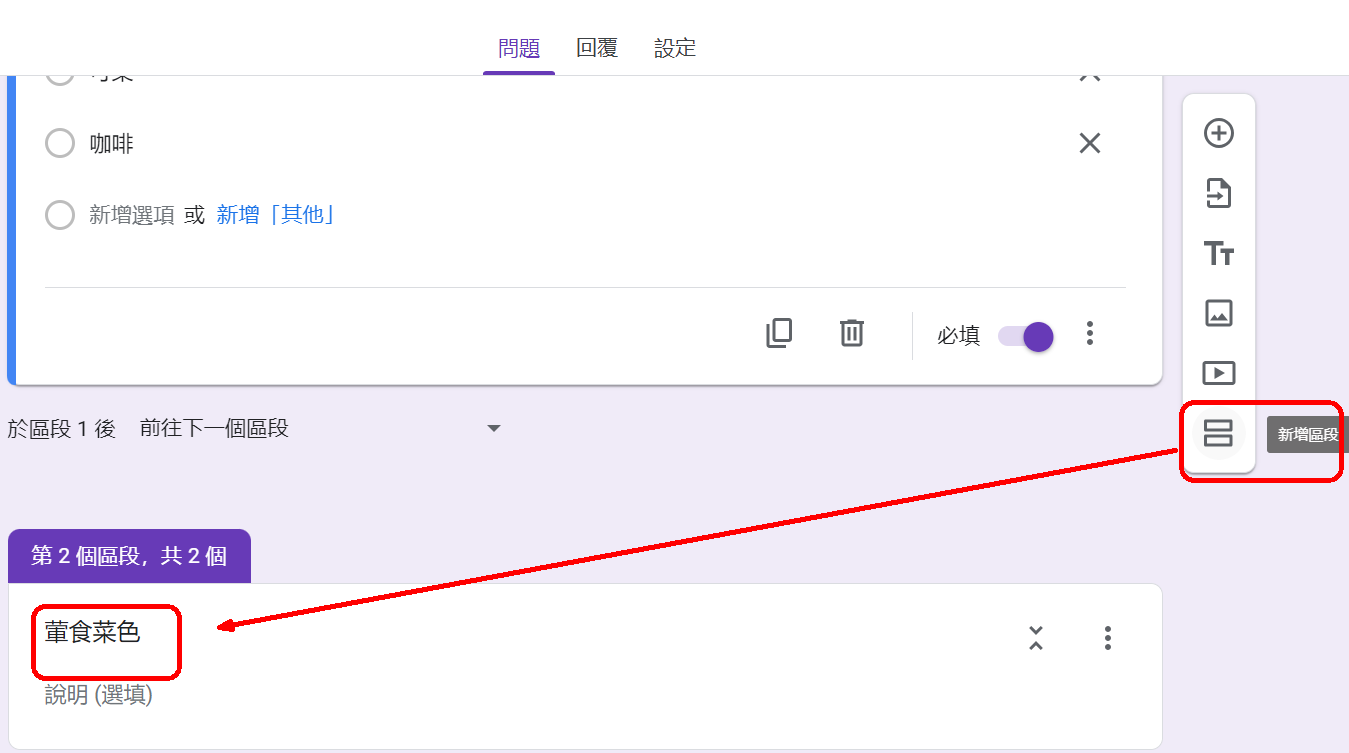 問題 回覆 設定
咖啡
新增選項 或 新增「其他」
必填
於區段 1 後 前往下一個區段
新增區段
第 2 個區段，共 2 個
葷食菜色
說明 (選填)